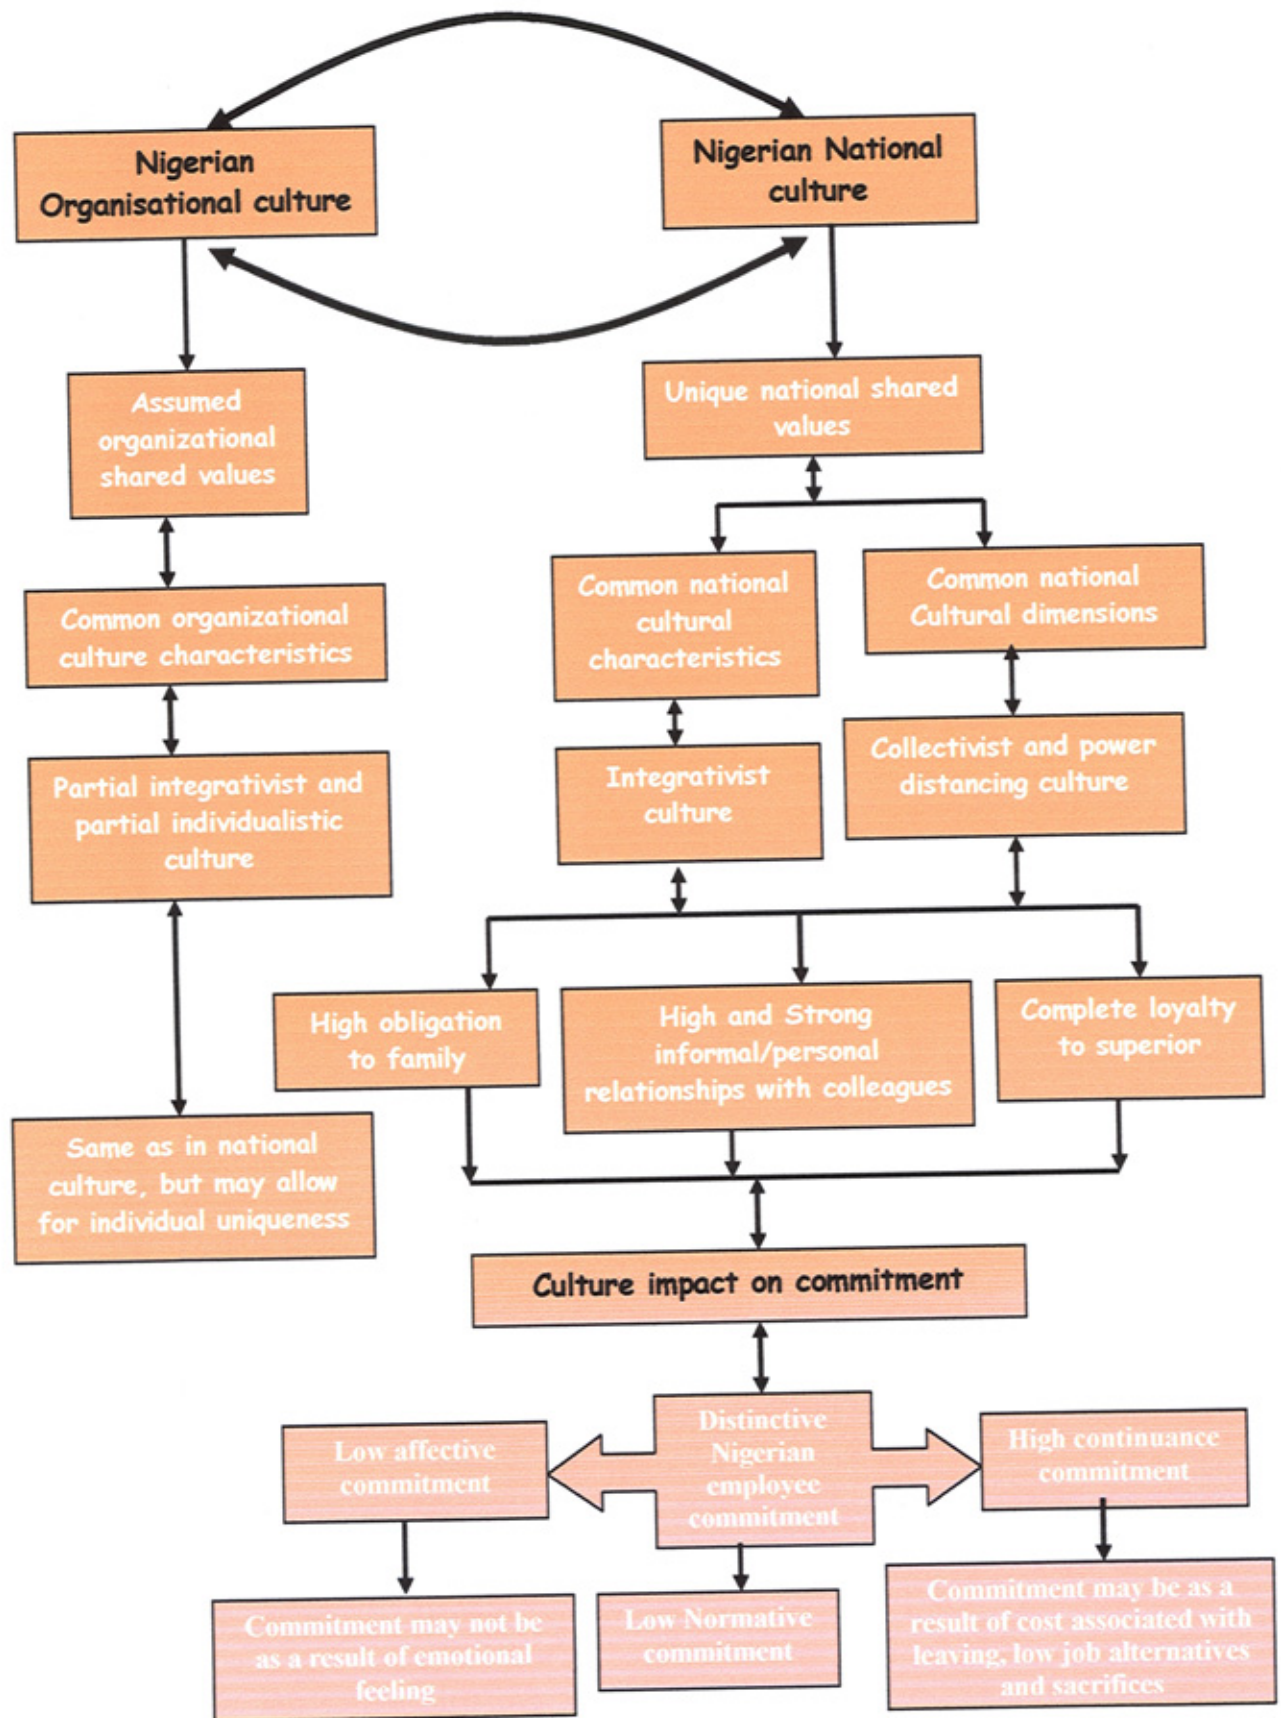 Nigerian
Organisational culture
Nigerian National
culture
Assumed
organizational
shared values
Unique national shared
values
Common organizational
culture characteristics
Common national
cultural
characteristics
Common national
Cultural dimensions
Partial integrativist and
partial individualistic
culture
Integrativist
culture
Collectivist and power
distancing culture
High obligation
to family
High and Strong
informal/personal
relationships with colleagues
Complete loyalty
to superior
Same as in national
culture, but may allow
for individual uniqueness
Culture impact on commitment
Low affective
commitment
Distinctive
Nigerian
employee
commitment
High continuance
commitment
Commitment may not be
as a result of emotional
feeling
Low Normative
commitment
Commitment may be as a
result of cost associated with
leaving, low job alternatives
and sacrifices